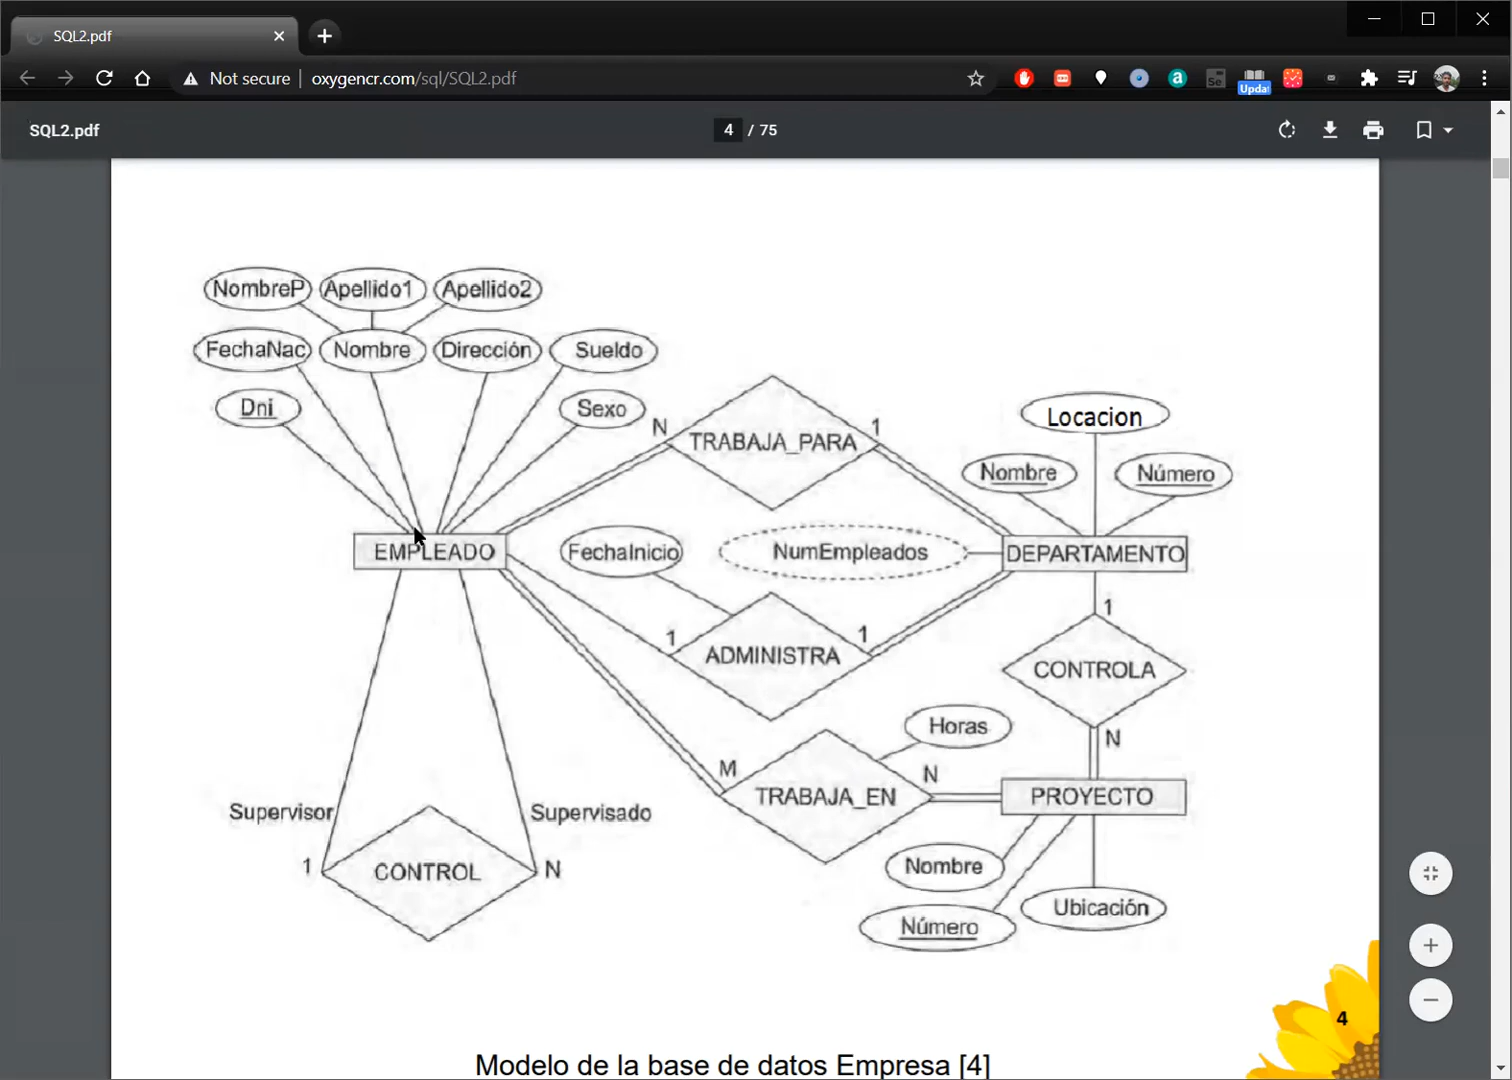 SQL2.pdf
Not secure
oxygencr.com/sql/SQL2.pdf
Updat
SQL2.pdf
4 / 75
NombreP
Apellido1
Apellido2
FechaNac
Nombre
Dirección
Sueldo
Dni
Sexo
N
TRABAJA_PARA
1
Locacion
Nombre
Número
EMPLEADO
FechaInicio
NumEmpleados
DEPARTAMENTO
1
1
ADMINISTRA
1
CONTROLA
N
Horas
M
N
TRABAJA_EN
PROYECTO
Supervisor
Supervisado
1
CONTROL
N
Nombre
Número
Ubicación
4
Modelo de la base de datos Empresa [4]